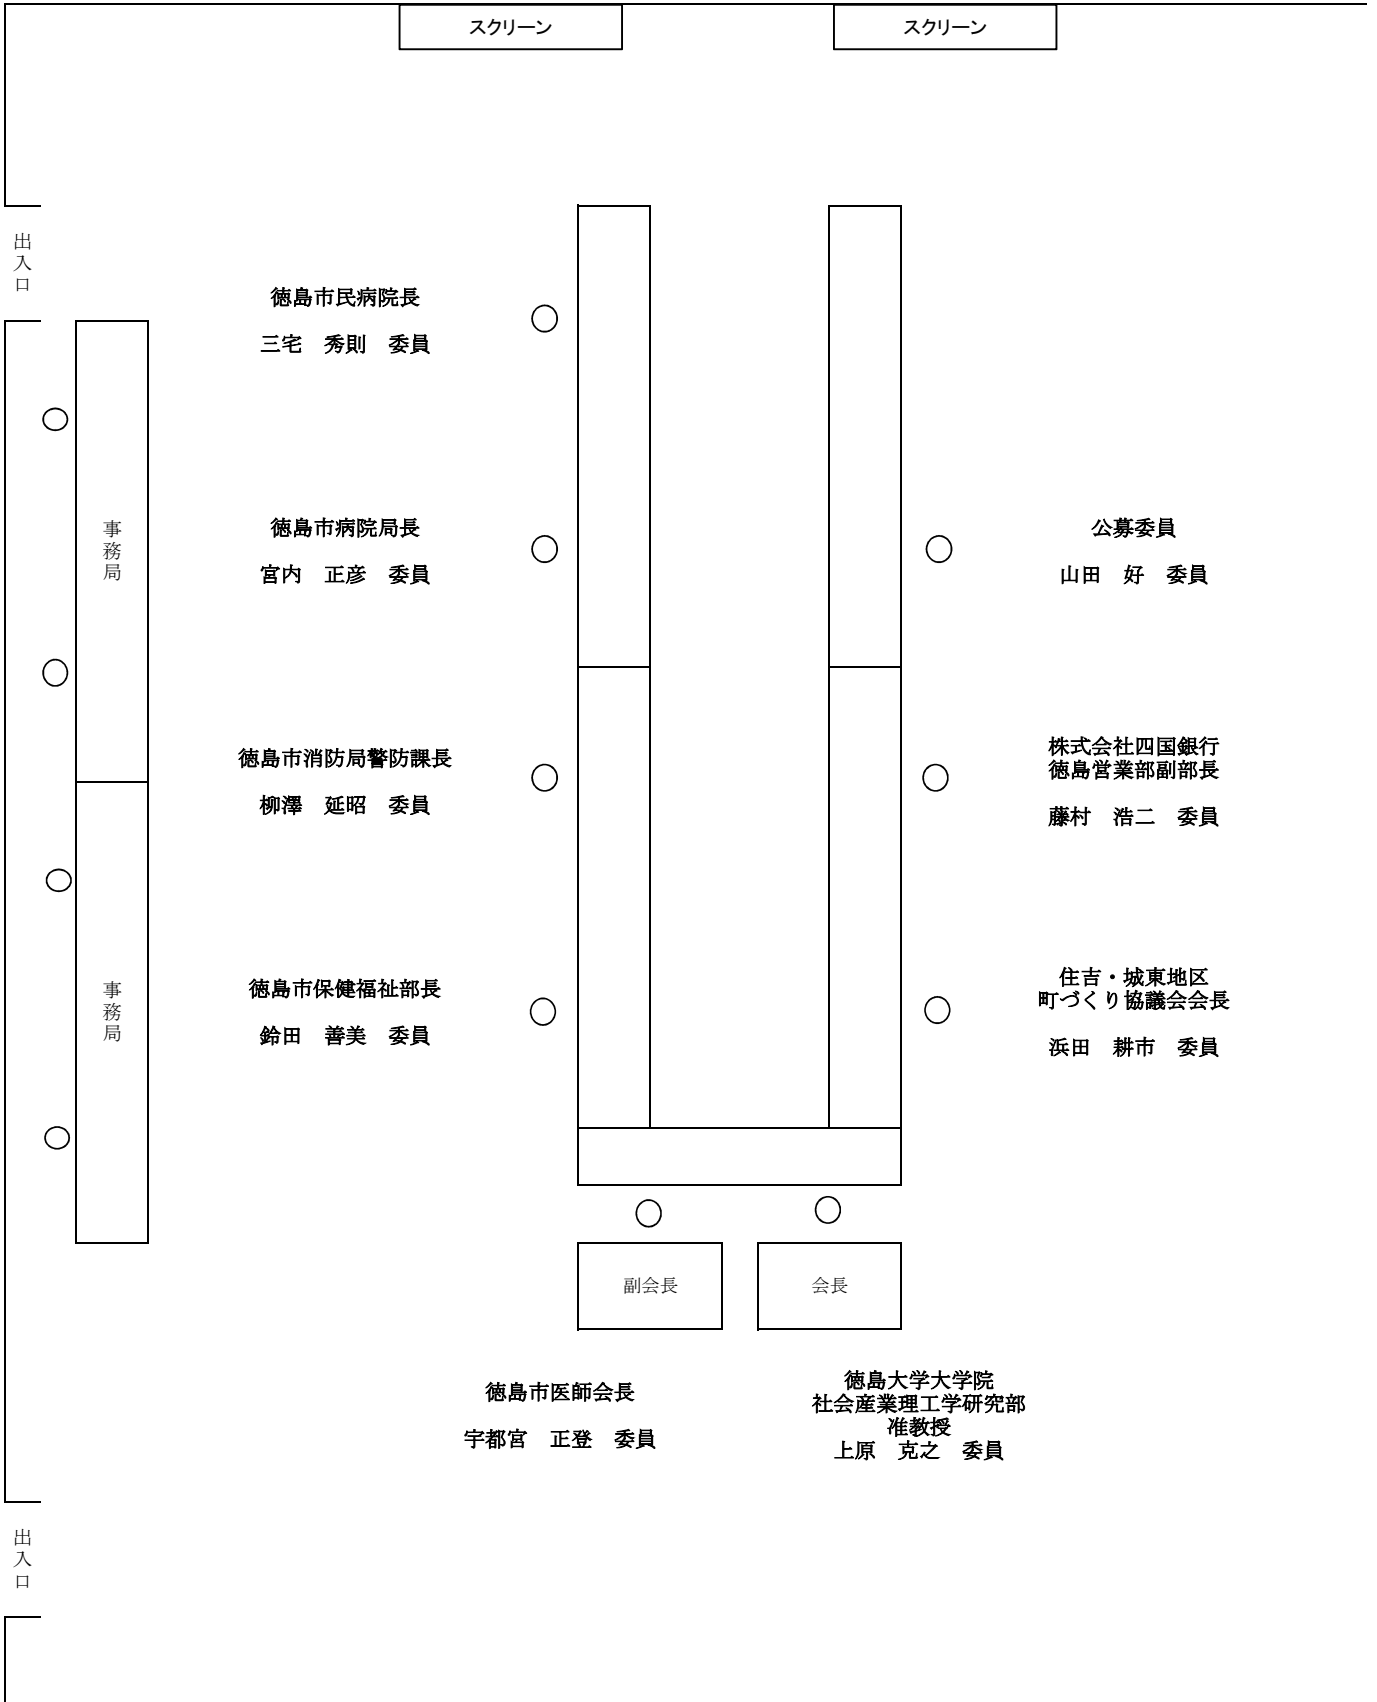 スクリーン
スクリーン
出入口
徳島市民病院長
三宅　秀則　委員
事務局
徳島市病院局長
宮内　正彦　委員
公募委員
山田　好　委員
徳島市消防局警防課長
柳澤　延昭　委員
株式会社四国銀行
徳島営業部副部長
藤村　浩二　委員
事務局
徳島市保健福祉部長
鈴田　善美　委員
住吉・城東地区
町づくり協議会会長
浜田　耕市　委員
副会長
会長
徳島市医師会長
宇都宮　正登　委員
徳島大学大学院
社会産業理工学研究部
准教授
上原　克之　委員
出入口